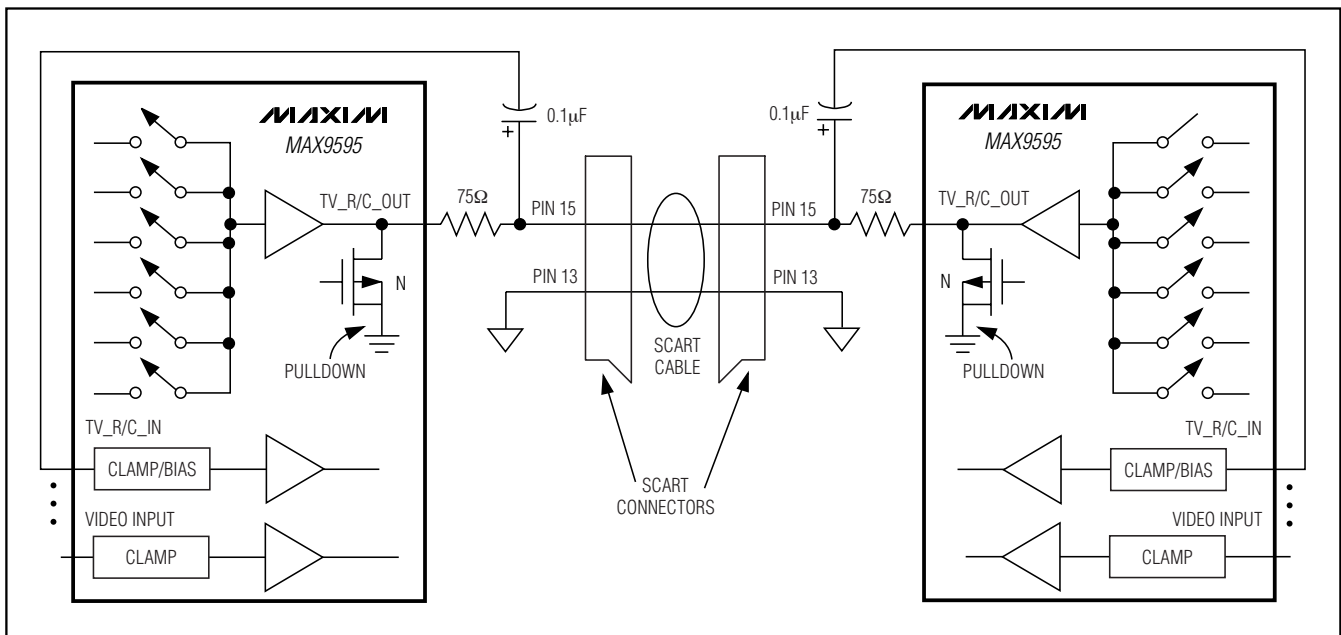 MAXIM
MAX9595
0.1µF
+
TV_R/C_OUT
75Ω
PIN 15
PIN 13
N
PULLDOWN
TV_R/C_IN
CLAMP/BIAS
VIDEO INPUT
CLAMP
SCART
CABLE
SCART
CONNECTORS
0.1µF
+
PIN 15
75Ω
PIN 13
MAXIM
MAX9595
TV_R/C_OUT
N
PULLDOWN
TV_R/C_IN
CLAMP/BIAS
VIDEO INPUT
CLAMP